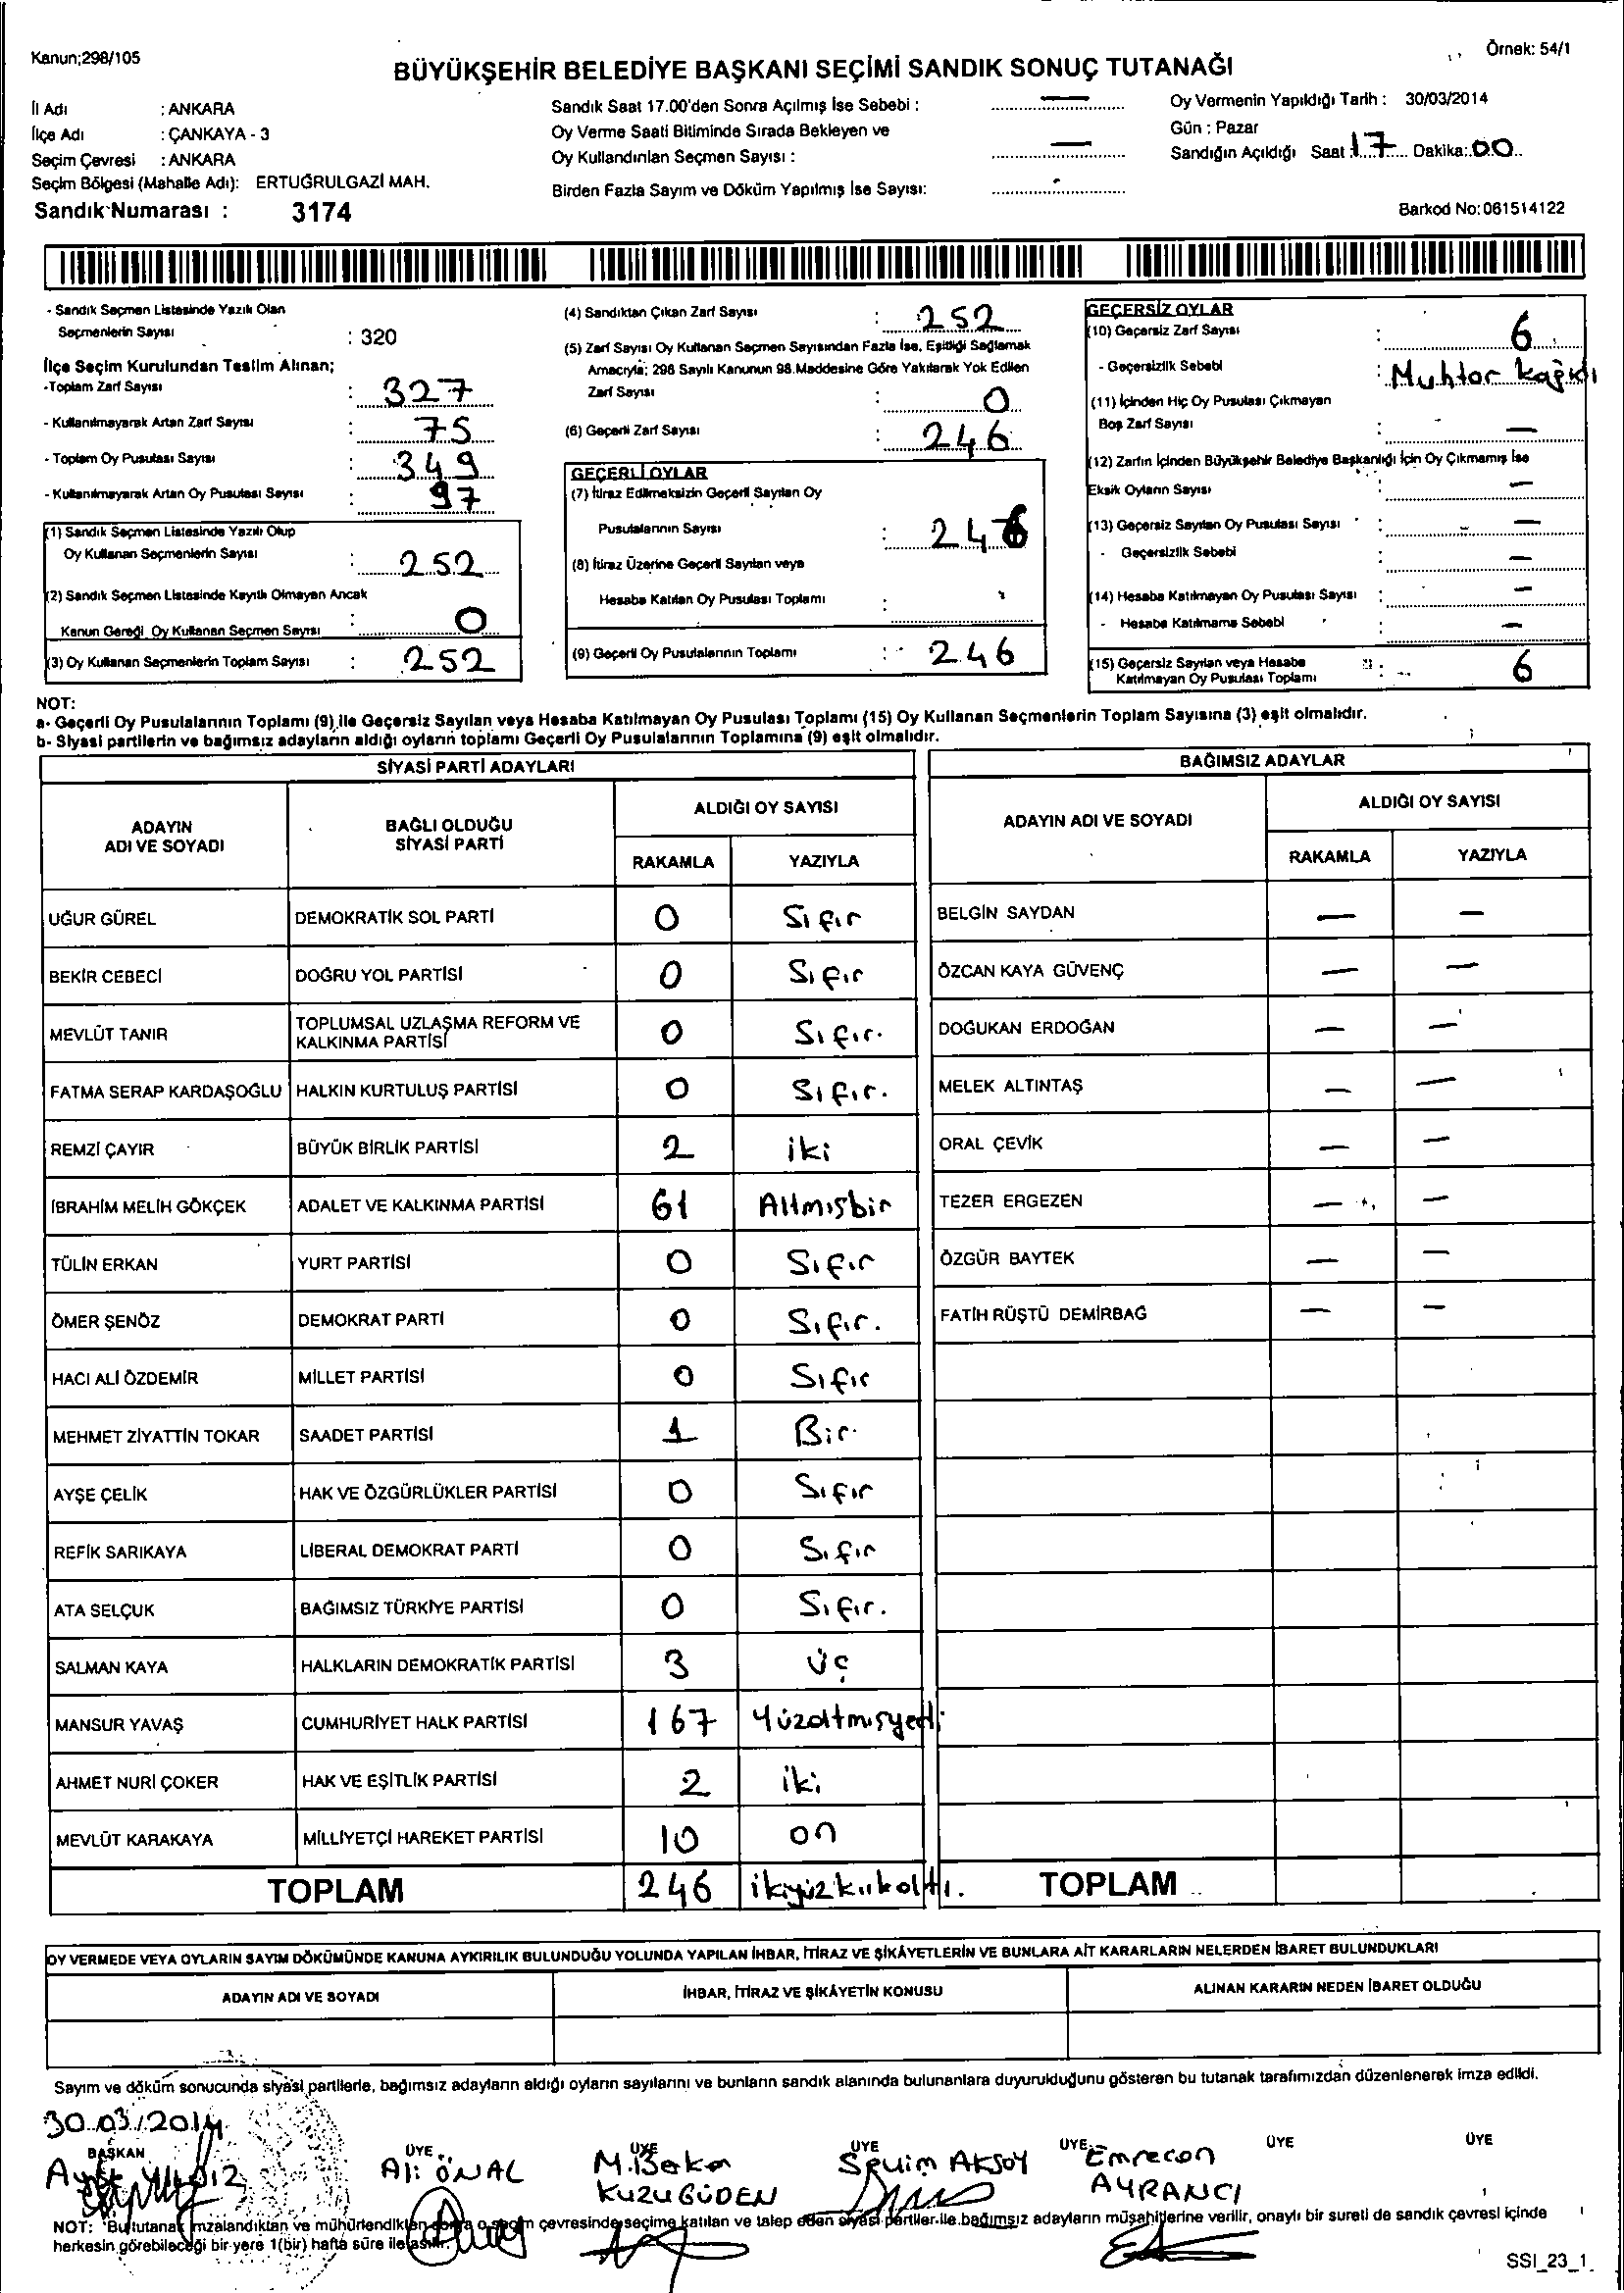 Kanun;298/105
Örnek: 54/1
BÜYÜKŞEHİR BELEDİYE BAŞKANI SEÇİMİ SANDIK SONUÇ TUTANAĞI
İl Adı : ANKARA
İlçe Adı : ÇANKAYA - 3
Seçim Çevresi : ANKARA
Seçim Bölgesi (Mahalle Adı): ERTUĞRULGAZİ MAH.
Sandık Numarası : 3174
Sandık Saat 17.00'den Sonra Açılmış İse Sebebi : —
Oy Verme Saati Bitiminde Sırada Bekleyen ve
Oy Kullandırılan Seçmen Sayısı : —
Birden Fazla Sayım ve Döküm Yapılmış İse Sayısı:
Oy Vermenin Yapıldığı Tarih : 30/03/2014
Gün : Pazar
Sandığın Açıldığı Saat : 17 Dakika: 00
Barkod No: 061514122
- Sandık Seçmen Listesinde Yazılı Olan
Seçmenlerin Sayısı : 320
İlçe Seçim Kurulundan Teslim Alınan;
-Toplam Zarf Sayısı : 327
- Kullanılmayarak Artan Zarf Sayısı : 75
- Toplam Oy Pusulası Sayısı : 349
- Kullanılmayarak Artan Oy Pusulası Sayısı : 97
(1) Sandık Seçmen Listesinde Yazılı Olup
Oy Kullanan Seçmenlerin Sayısı : 252
(2) Sandık Seçmen Listesinde Kayıtlı Olmayan Ancak
Kanun Gereği Oy Kullanan Seçmen Sayısı : 0
(3) Oy Kullanan Seçmenlerin Toplam Sayısı : 252
(4) Sandıktan Çıkan Zarf Sayısı : 252
(5) Zarf Sayısı Oy Kullanan Seçmen Sayısından Fazla İse, Eşitliği Sağlamak
Amacıyla; 298 Sayılı Kanunun 98.Maddesine Göre Yakılarak Yok Edilen
Zarf Sayısı : 0
(6) Geçerli Zarf Sayısı : 246
GEÇERLİ OYLAR
(7) İtiraz Edilmeksizin Geçerli Sayılan Oy
Pusulalarının Sayısı : 246
(8) İtiraz Üzerine Geçerli Sayılan veya
Hesaba Katılan Oy Pusulası Toplamı :
(9) Geçerli Oy Pusulalarının Toplamı : 246
GEÇERSİZ OYLAR
(10) Geçersiz Zarf Sayısı : 6
- Geçersizlik Sebebi : Muhtar kağıdı
(11) İçinden Hiç Oy Pusulası Çıkmayan
Boş Zarf Sayısı : —
(12) Zarfın İçinden Büyükşehir Belediye Başkanlığı İçin Oy Çıkmamış İse
Eksik Oyların Sayısı : —
(13) Geçersiz Sayılan Oy Pusulası Sayısı : —
- Geçersizlik Sebebi : —
(14) Hesaba Katılmayan Oy Pusulası Sayısı : —
- Hesaba Katılmama Sebebi : —
(15) Geçersiz Sayılan veya Hesaba
Katılmayan Oy Pusulası Toplamı : 6
NOT:
a- Geçerli Oy Pusulalarının Toplamı (9) ile Geçersiz Sayılan veya Hesaba Katılmayan Oy Pusulası Toplamı (15) Oy Kullanan Seçmenlerin Toplam Sayısına (3) eşit olmalıdır.
b- Siyasi partilerin ve bağımsız adayların aldığı oyların toplamı Geçerli Oy Pusulalarının Toplamına (9) eşit olmalıdır.
SİYASİ PARTİ ADAYLARI
ADAYIN ADI VE SOYADI
BAĞLI OLDUĞU SİYASİ PARTİ
ALDIĞI OY SAYISI
RAKAMLA YAZIYLA
UĞUR GÜREL DEMOKRATİK SOL PARTİ 0 Sıfır
BEKİR CEBECİ DOĞRU YOL PARTİSİ 0 Sıfır
MEVLÜT TANIR TOPLUMSAL UZLAŞMA REFORM VE KALKINMA PARTİSİ 0 Sıfır.
FATMA SERAP KARDAŞOĞLU HALKIN KURTULUŞ PARTİSİ 0 Sıfır.
REMZİ ÇAYIR BÜYÜK BİRLİK PARTİSİ 2 iki
İBRAHİM MELİH GÖKÇEK ADALET VE KALKINMA PARTİSİ 61 Altmışbir
TÜLİN ERKAN YURT PARTİSİ 0 Sıfır
ÖMER ŞENÖZ DEMOKRAT PARTİ 0 Sıfır.
HACI ALİ ÖZDEMİR MİLLET PARTİSİ 0 Sıfır
MEHMET ZİYATTİN TOKAR SAADET PARTİSİ 1 Bir
AYŞE ÇELİK HAK VE ÖZGÜRLÜKLER PARTİSİ 0 Sıfır
REFİK SARIKAYA LİBERAL DEMOKRAT PARTİ 0 Sıfır
ATA SELÇUK BAĞIMSIZ TÜRKİYE PARTİSİ 0 Sıfır.
SALMAN KAYA HALKLARIN DEMOKRATİK PARTİSİ 3 üç
MANSUR YAVAŞ CUMHURİYET HALK PARTİSİ 167 Yüzaltmışyedi
AHMET NURİ ÇOKER HAK VE EŞİTLİK PARTİSİ 2 iki
MEVLÜT KARAKAYA MİLLİYETÇİ HAREKET PARTİSİ 10 on
TOPLAM 246 ikiyüzkırkaltı.
BAĞIMSIZ ADAYLAR
ADAYIN ADI VE SOYADI
ALDIĞI OY SAYISI
RAKAMLA YAZIYLA
BELGİN SAYDAN — —
ÖZCAN KAYA GÜVENÇ — —
DOĞUKAN ERDOĞAN — —
MELEK ALTINTAŞ — —
ORAL ÇEVİK — —
TEZER ERGEZEN — —
ÖZGÜR BAYTEK — —
FATİH RÜŞTÜ DEMİRBAĞ — —
TOPLAM
OY VERMEDE VEYA OYLARIN SAYIM DÖKÜMÜNDE KANUNA AYKIRILIK BULUNDUĞU YOLUNDA YAPILAN İHBAR, İTİRAZ VE ŞİKÂYETLERİN VE BUNLARA AİT KARARLARIN NELERDEN İBARET BULUNDUKLARI
ADAYIN ADI VE SOYADI İHBAR, İTİRAZ VE ŞİKÂYETİN KONUSU ALINAN KARARIN NEDEN İBARET OLDUĞU
Sayım ve döküm sonucunda siyasi partilerle, bağımsız adayların aldığı oyların sayılarını ve bunların sandık alanında bulunanlara duyurulduğunu gösteren bu tutanak tarafımızdan düzenlenerek imza edildi.
30.03.2014
BAŞKAN ÜYE ÜYE ÜYE ÜYE ÜYE ÜYE
Ali ÖNAL
M.Berka KUZUGÜDEN
Sevim AKSOY
Emrecan AYRANCI
NOT: Bu tutanak imzalandıktan ve mühürlendikten sonra o seçim çevresinde seçime katılan ve talep eden siyasi partiler ile bağımsız adayların müşahitlerine verilir, onaylı bir sureti de sandık çevresi içinde
herkesin görebileceği bir yere 1(bir) hafta süre ile asılır.
SSI_23_1